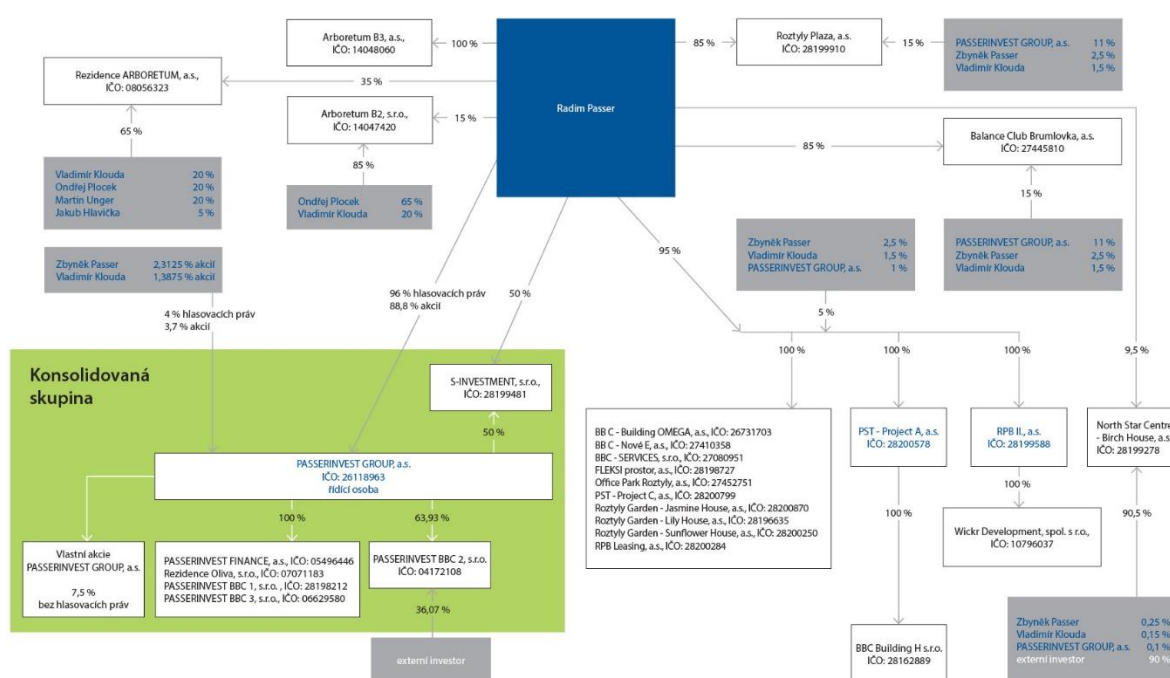 Arboretum B3, a.s.,
IČO: 14048060
100 %
Rezidence ARBORETUM, a.s.,
IČO: 08056323
35 %
Arboretum B2, s.r.o.,
IČO: 14047420
15 %
65 %
85 %
Vladimír Klouda 20 %
Ondřej Plocek 20 %
Martin Unger 20 %
Jakub Hlavička 5 %
Ondřej Plocek 65 %
Vladimír Klouda 20 %
Zbyněk Passer 2,3125 % akcií
Vladimír Klouda 1,3875 % akcií
Radim Passer
85 %
Roztyly Plaza, a.s.
IČO: 28199910
15 %
PASSERINVEST GROUP, a.s. 11 %
Zbyněk Passer 2,5 %
Vladimír Klouda 1,5 %
85 %
Balance Club Brumlovka, a.s.
IČO: 27445810
15 %
PASSERINVEST GROUP, a.s. 11 %
Zbyněk Passer 2,5 %
Vladimír Klouda 1,5 %
Zbyněk Passer 2,5 %
Vladimír Klouda 1,5 %
PASSERINVEST GROUP, a.s. 1 %
95 %
5 %
96 % hlasovacích práv
88,8 % akcií
50 %
4 % hlasovacích práv
3,7 % akcií
100 %
100 %
100 %
9,5 %
Konsolidovaná
skupina
S-INVESTMENT, s.r.o.,
IČO: 28199481
50 %
PASSERINVEST GROUP, a.s.
IČO: 26118963
řídící osoba
100 %
63,93 %
Vlastní akcie
PASSERINVEST GROUP, a.s.
7,5 %
bez hlasovacích práv
PASSERINVEST FINANCE, a.s., IČO: 05496446
Rezidence Oliva, s.r.o., IČO: 07071183
PASSERINVEST BBC 1, s.r.o. , IČO: 28198212
PASSERINVEST BBC 3, s.r.o., IČO: 06629580
PASSERINVEST BBC 2, s.r.o.
IČO: 04172108
36,07 %
externí investor
BB C - Building OMEGA, a.s., IČO: 26731703
BB C - Nové E, a.s., IČO: 27410358
BBC - SERVICES, s.r.o., IČO: 27080951
FLEKSI prostor, a.s., IČO: 28198727
Office Park Roztyly, a.s., IČO: 27452751
PST - Project C, a.s., IČO: 28200799
Roztyly Garden - Jasmine House, a.s., IČO: 28200870
Roztyly Garden - Lily House, a.s., IČO: 28196635
Roztyly Garden - Sunflower House, a.s., IČO: 28200250
RPB Leasing, a.s., IČO: 28200284
PST - Project A, a.s.,
IČO: 28200578
100 %
BBC Building H s.r.o.
IČO: 28162889
RPB II., a.s.
IČO: 28199588
100 %
Wickr Development, spol. s r.o.,
IČO: 10796037
North Star Centre
- Birch House, a.s
IČO: 28199278
90,5 %
Zbyněk Passer 0,25 %
Vladimír Klouda 0,15 %
PASSERINVEST GROUP, a.s. 0,1 %
externí investor 90 %